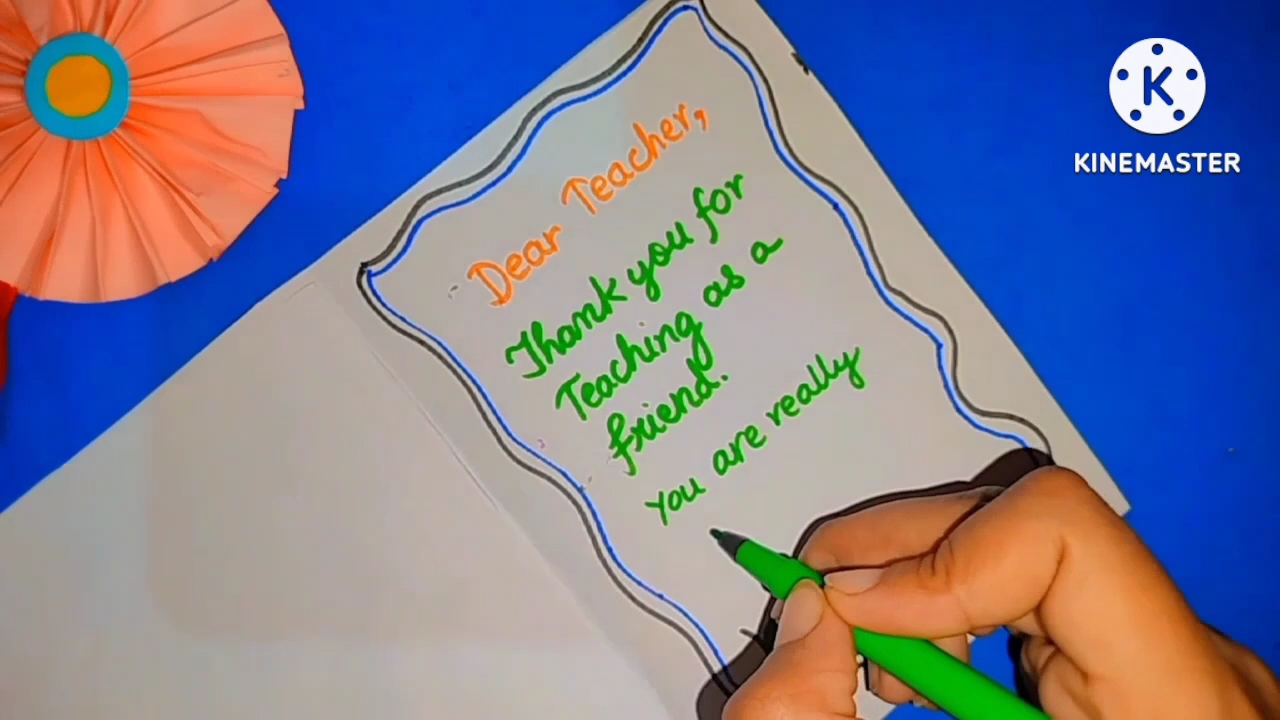 Dear Teacher,
Thank you for
Teaching as a
friend.
You are really
K
KINEMASTER